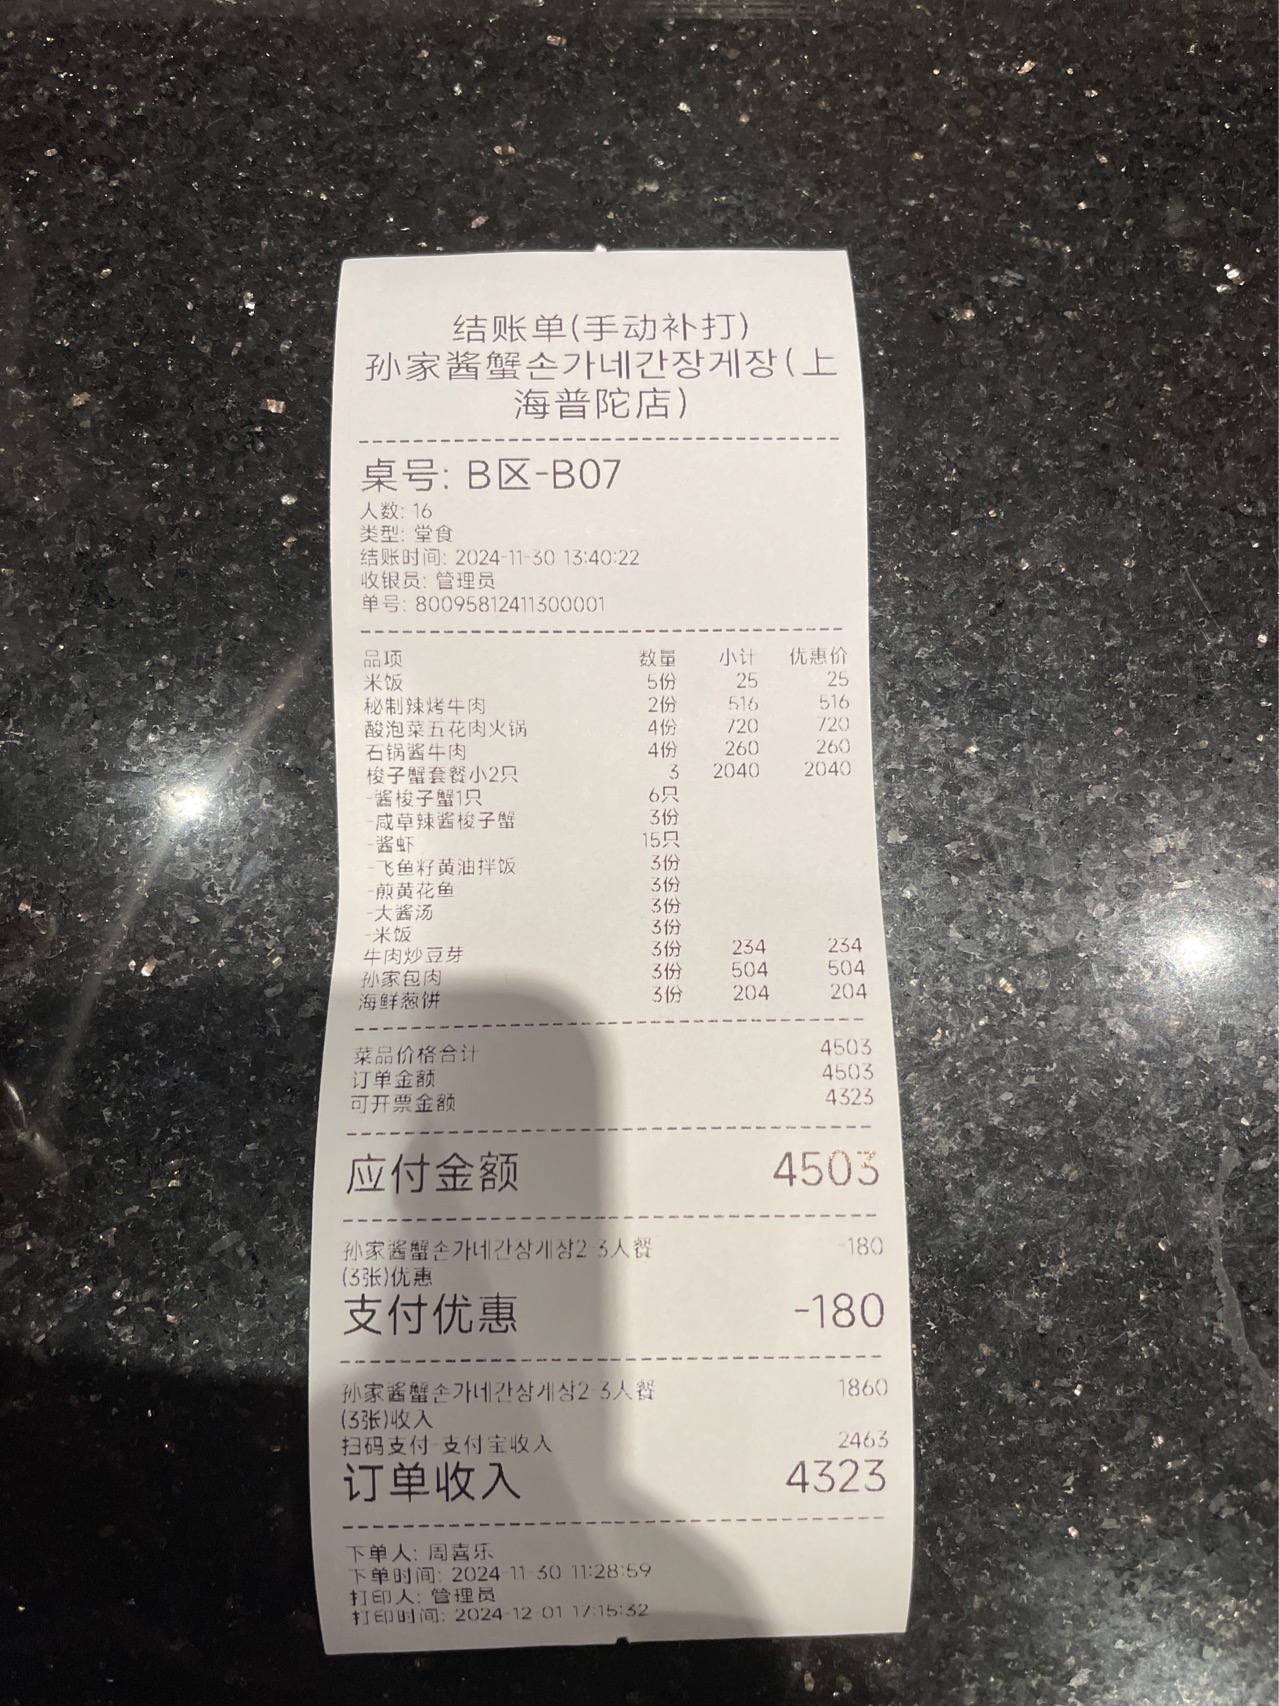 结账单(手动补打)
孙家酱蟹손가네간장게장(上
海普陀店)
桌号: B区-B07
人数: 16
类型: 堂食
结账时间: 2024-11-30 13:40:22
收银员: 管理员
单号: 80095812411300001
品项 数量 小计 优惠价
米饭 5份 25 25
秘制辣烤牛肉 2份 516 516
酸泡菜五花肉火锅 4份 720 720
石锅酱牛肉 4份 260 260
梭子蟹套餐小2只 3 2040 2040
-酱梭子蟹1只 6只
-咸草辣酱梭子蟹 3份
-酱虾 15只
-飞鱼籽黄油拌饭 3份
-煎黄花鱼 3份
-大酱汤 3份
-米饭 3份
牛肉炒豆芽 3份 234 234
孙家包肉 3份 504 504
海鲜葱饼 3份 204 204
菜品价格合计 4503
订单金额 4503
可开票金额 4323
应付金额 4503
孙家酱蟹손가네간장게장2-3人餐 -180
(3张)优惠
支付优惠 -180
孙家酱蟹손가네간장게장2-3人餐 1860
(3张)收入
扫码支付-支付宝收入 2463
订单收入 4323
下单人: 周喜乐
下单时间: 2024-11-30 11:28:59
打印人: 管理员
打印时间: 2024-12-01 17:15:32